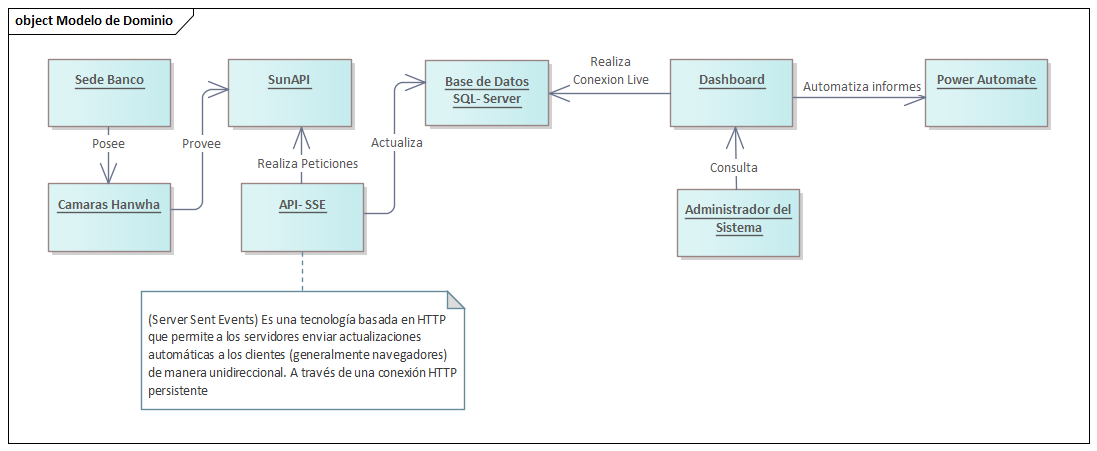 object Modelo de Dominio
Sede Banco
SunAPI
Base de Datos
SQL- Server
Realiza
Conexion Live
Dashboard
Automatiza informes
Power Automate
Posee
Provee
Actualiza
Realiza Peticiones
Consulta
Camaras Hanwha
API- SSE
Administrador del
Sistema
(Server Sent Events) Es una tecnología basada en HTTP
que permite a los servidores enviar actualizaciones
automáticas a los clientes (generalmente navegadores)
de manera unidireccional. A través de una conexión HTTP
persistente